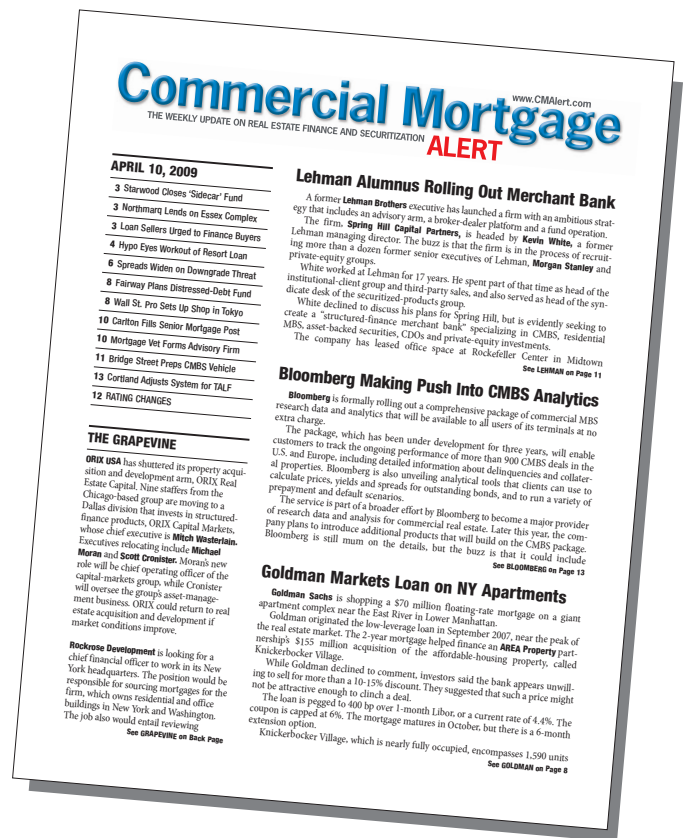 Commercial Mortgage
www.CMAlert.com
THE WEEKLY UPDATE ON REAL ESTATE FINANCE AND SECURITIZATION
ALERT
APRIL 10, 2009
3 Starwood Closes 'Sidecar' Fund
3 Northmarq Lends on Essex Complex
3 Loan Sellers Urged to Finance Buyers
4 Hypo Eyes Workout of Resort Loan
6 Spreads Widen on Downgrade Threat
8 Fairway Plans Distressed-Debt Fund
8 Wall St. Pro Sets Up Shop in Tokyo
10 Carlton Fills Senior Mortgage Post
10 Mortgage Vet Forms Advisory Firm
11 Bridge Street Preps CMBS Vehicle
13 Cortland Adjusts System for TALF
12 RATING CHANGES
THE GRAPEVINE
ORIX USA has shuttered its property acqui-
sition and development arm, ORIX Real
Estate Capital. Nine staffers from the
Chicago-based group are moving to a
Dallas division that invests in structured-
finance products, ORIX Capital Markets,
whose chief executive is Mitch Wasterlain.
Executives relocating include Michael
Moran and Scott Cronister. Moran's new
role will be chief operating officer of the
capital-markets group, while Cronister
will oversee the group's asset-manage-
ment business. ORIX could return to real
estate acquisition and development if
market conditions improve.
Rockrose Development is looking for a
chief financial officer to work in its New
York headquarters. The position would be
responsible for sourcing mortgages for the
firm, which owns residential and office
buildings in New York and Washington.
The job also would entail reviewing
See GRAPEVINE on Back Page
Lehman Alumnus Rolling Out Merchant Bank
A former Lehman Brothers executive has launched a firm with an ambitious strat-
egy that includes an advisory arm, a broker-dealer platform and a fund operation.
The firm, Spring Hill Capital Partners, is headed by Kevin White, a former
Lehman managing director. The buzz is that the firm is in the process of recruit-
ing more than a dozen former senior executives of Lehman, Morgan Stanley and
private-equity groups.
White worked at Lehman for 17 years. He spent part of that time as head of the
institutional-client group and third-party sales, and also served as head of the syn-
dicate desk of the securitized-products group.
White declined to discuss his plans for Spring Hill, but is evidently seeking to
create a "structured-finance merchant bank" specializing in CMBS, residential
MBS, asset-backed securities, CDOs and private-equity investments.
The company has leased office space at Rockefeller Center in Midtown
See LEHMAN on Page 11
Bloomberg Making Push Into CMBS Analytics
Bloomberg is formally rolling out a comprehensive package of commercial MBS
research data and analytics that will be available to all users of its terminals at no
extra charge.
The package, which has been under development for three years, will enable
customers to track the ongoing performance of more than 900 CMBS deals in the
U.S. and Europe, including detailed information about delinquencies and collater-
al properties. Bloomberg is also unveiling analytical tools that clients can use to
calculate prices, yields and spreads for outstanding bonds, and to run a variety of
prepayment and default scenarios.
The service is part of a broader effort by Bloomberg to become a major provider
of research data and analysis for commercial real estate. Later this year, the com-
pany plans to introduce additional products that will build on the CMBS package.
Bloomberg is still mum on the details, but the buzz is that it could include
See BLOOMBERG on Page 13
Goldman Markets Loan on NY Apartments
Goldman Sachs is shopping a $70 million floating-rate mortgage on a giant
apartment complex near the East River in Lower Manhattan.
Goldman originated the low-leverage loan in September 2007, near the peak of
the real estate market. The 2-year mortgage helped finance an AREA Property part-
nership's $155 million acquisition of the affordable-housing property, called
Knickerbocker Village.
While Goldman declined to comment, investors said the bank appears unwill-
ing to sell for more than a 10-15% discount. They suggested that such a price might
not be attractive enough to clinch a deal.
The loan is pegged to 400 bp over 1-month Libor, or a current rate of 4.4%. The
coupon is capped at 6%. The mortgage matures in October, but there is a 6-month
extension option.
Knickerbocker Village, which is nearly fully occupied, encompasses 1,590 units
See GOLDMAN on Page 8